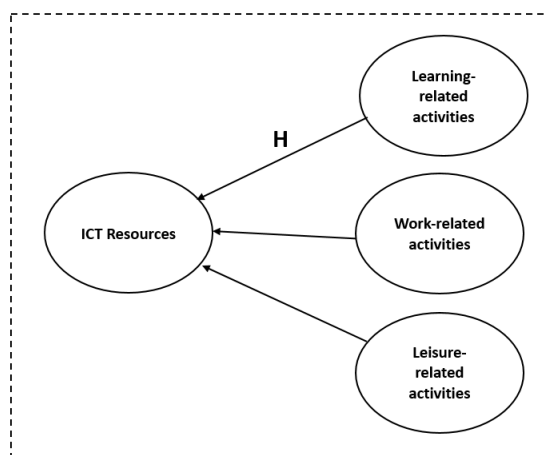 Learning-
related
activities
H
ICT Resources
Work-related
activities
Leisure-
related
activities